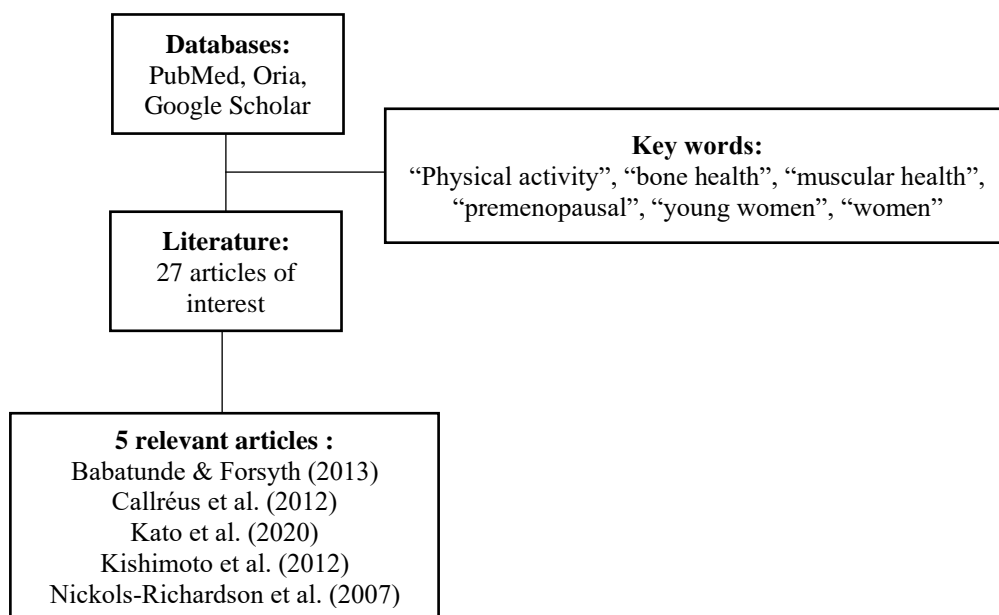 Databases:
PubMed, Oria,
Google Scholar
Key words:
“Physical activity”, “bone health”, “muscular health”,
“premenopausal”, “young women”, “women”
Literature:
27 articles of
interest
5 relevant articles :
Babatunde & Forsyth (2013)
Callréus et al. (2012)
Kato et al. (2020)
Kishimoto et al. (2012)
Nickols-Richardson et al. (2007)